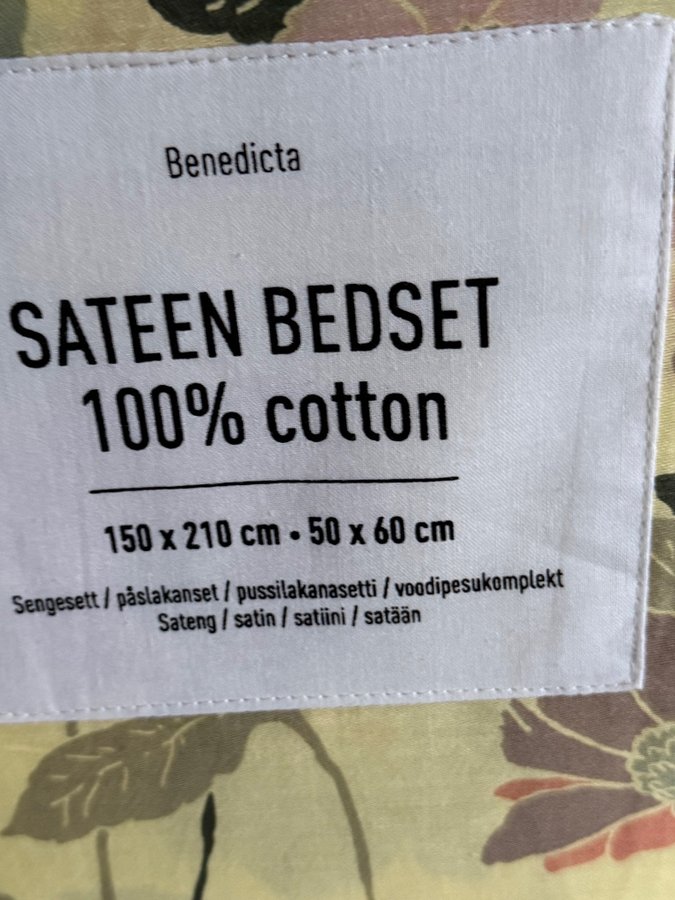 Benedicta
SATEEN BEDSET
100% cotton
150 x 210 cm • 50 x 60 cm
Sengesett / påslakanset / pussilakanasetti / voodipesukomplekt
Sateng / satin / satiini / satään